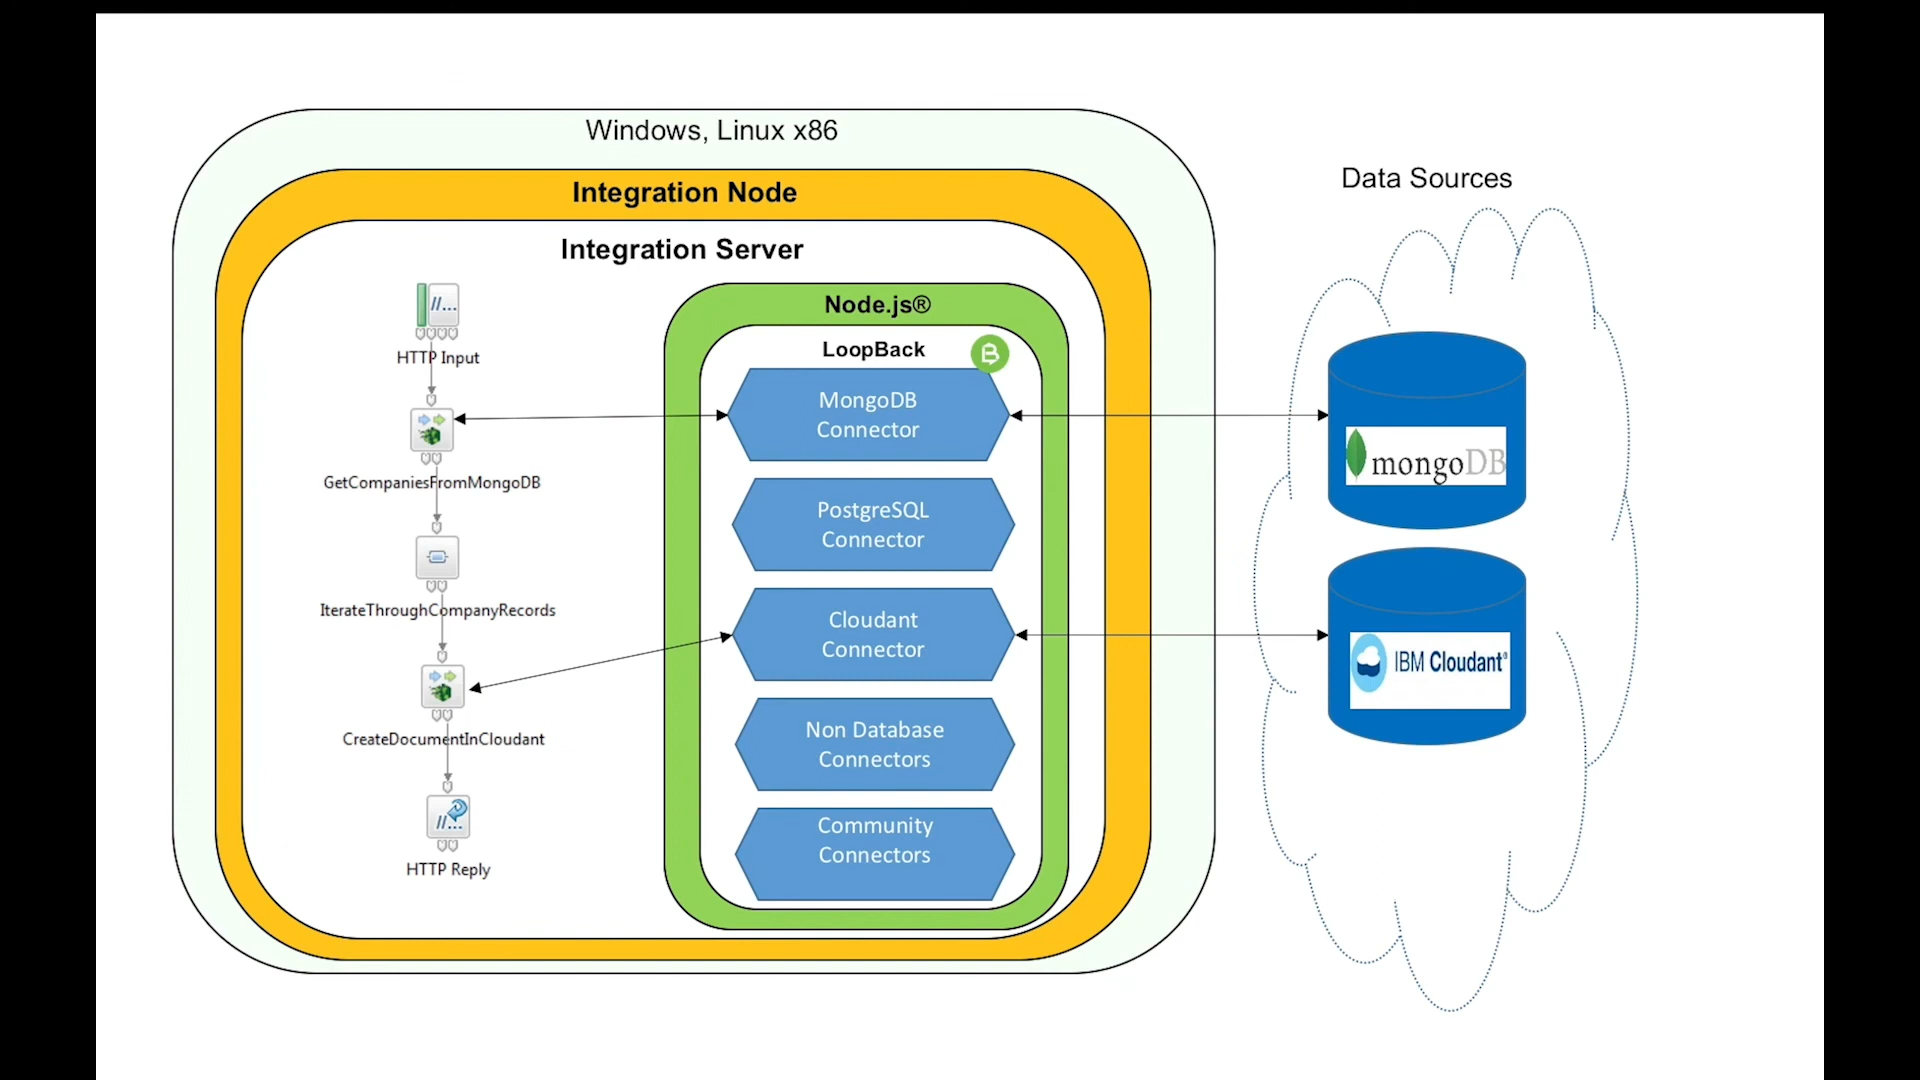 Windows, Linux x86
Integration Node
Integration Server
Data Sources
//...
HTTP Input
GetCompaniesFromMongoDB
IterateThroughCompanyRecords
CreateDocumentInCloudant
//...
HTTP Reply
Node.js®
LoopBack
MongoDB
Connector
PostgreSQL
Connector
Cloudant
Connector
Non Database
Connectors
Community
Connectors
mongoDB
IBM Cloudant®